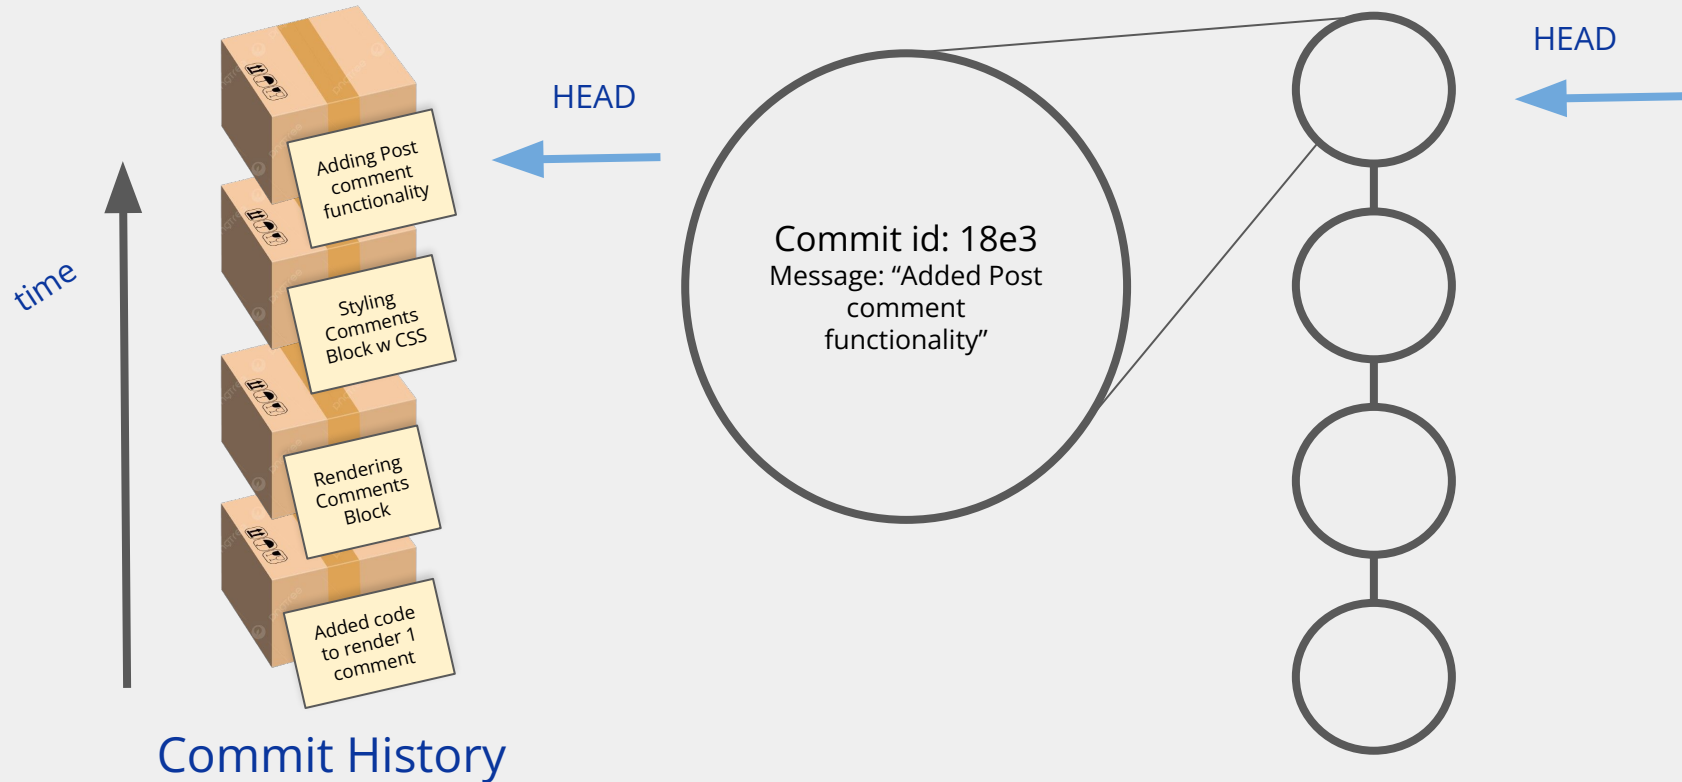 HEAD
HEAD
Adding Post
comment
functionality
Styling
Comments
Block w CSS
time
Commit id: 18e3
Message: “Added Post
comment
functionality”
Rendering
Comments
Block
Added code
to render 1
comment
Commit History